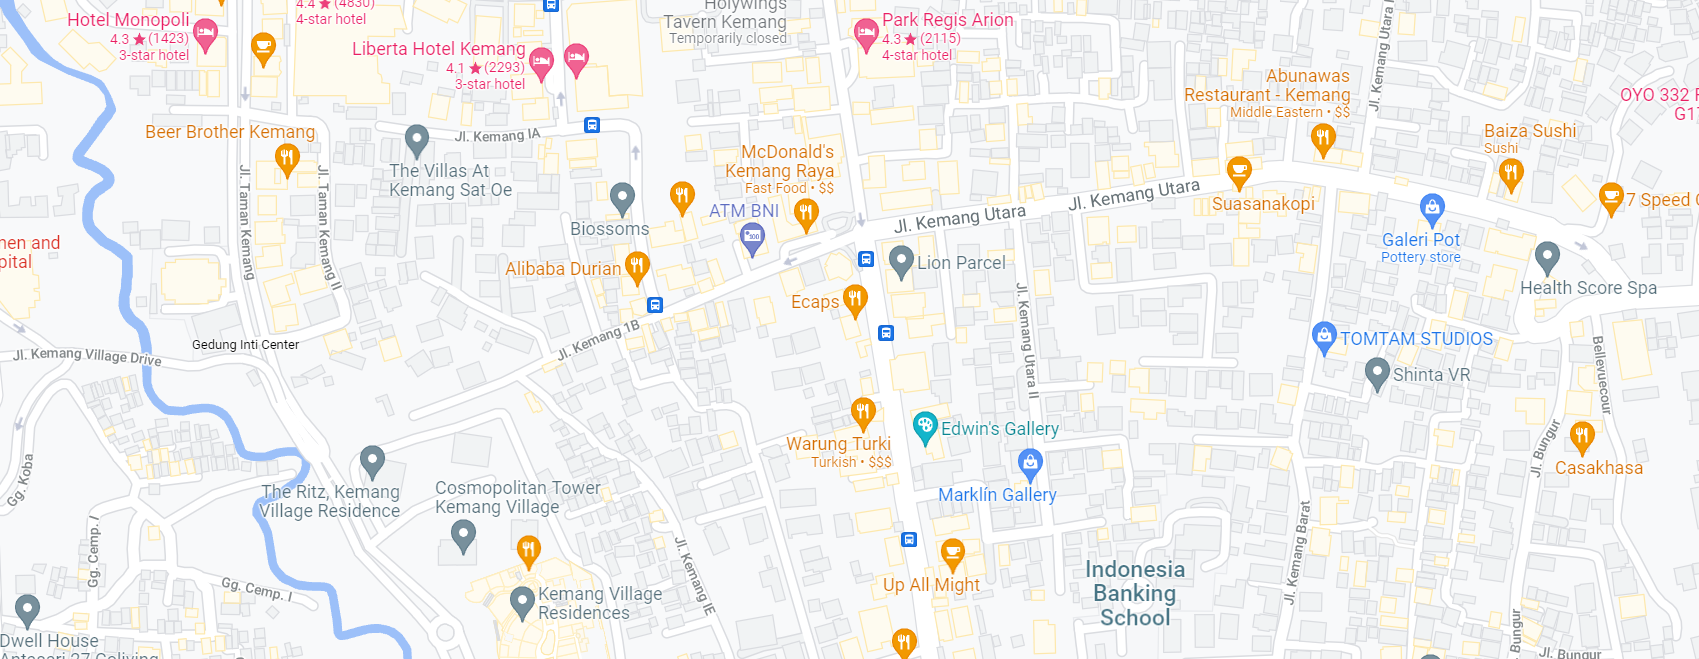 Hotel Monopoli
4.3★(1423)
3-star hotel
4.4★(4830)
4-star hotel
Liberta Hotel Kemang
4.1★(2293)
3-star hotel
Holywings
Tavern Kemang
Temporarily closed
Park Regis Arion
4.3★(2115)
4-star hotel
Jl. Kemang Utara I
Abunawas
Restaurant - Kemang
Middle Eastern • $$
OYO 332
Baiza Sushi
Sushi
Beer Brother Kemang
Jl. Kemang IA
The Villas At
Kemang Sat Oe
McDonald's
Kemang Raya
Fast Food • $$
ATM BNI
Biossoms
Jl. Taman Kemang
Jl. Taman Kemang II
Jl. Kemang Utara
Jl. Kemang Utara
Suasanakopi
7 Speed
Galeri Pot
Pottery store
Health Score Spa
Alibaba Durian
Lion Parcel
Ecaps
Jl. Kemang 1B
Gedung Inti Center
Jl. Kemang Village Drive
Jl. Kemang Utara II
TOMTAM STUDIOS
Shinta VR
Bellevuecour
Warung Turki
Turkish • $$$
Edwin's Gallery
Marklín Gallery
Jl. Bungur
Casakhasa
Gg. Koba
The Ritz, Kemang
Village Residence
Cosmopolitan Tower
Kemang Village
Gg. Cemp. I
Gg. Cemp. I
Jl. Kemang IE
Up All Might
Indonesia
Banking
School
Jl. Kemang Barat
Kemang Village
Residences
Dwell House
Antasari 27 Coliving
Bungur
Jl. Bungur